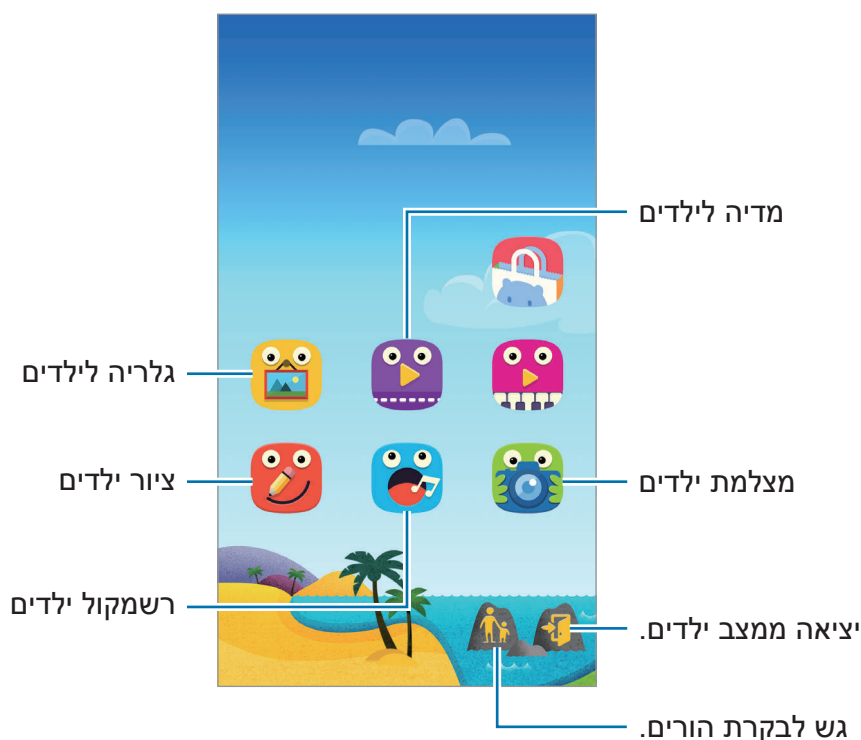 מדיה לילדים
גלריה לילדים
ציור ילדים
מצלמת ילדים
רשמקול ילדים
יציאה ממצב ילדים.
גש לבקרת הורים.